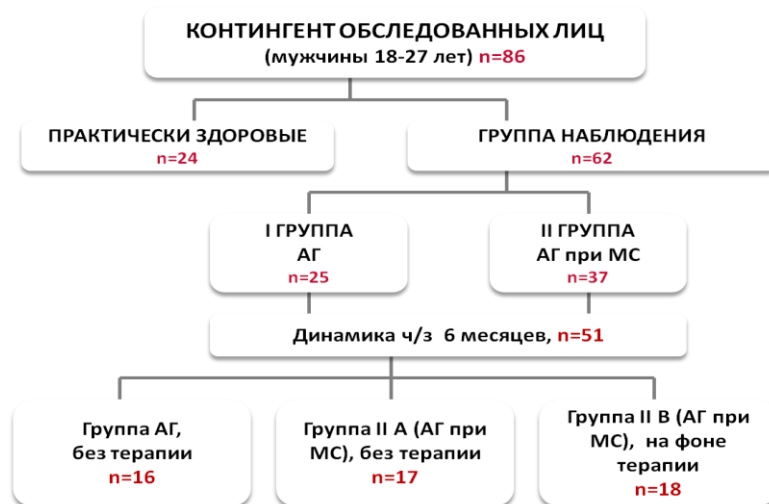 КОНТИНГЕНТ ОБСЛЕДОВАННЫХ ЛИЦ
(мужчины 18-27 лет) n=86
ПРАКТИЧЕСКИ ЗДОРОВЫЕ
n=24
ГРУППА НАБЛЮДЕНИЯ
n=62
I ГРУППА
АГ
n=25
II ГРУППА
АГ при МС
n=37
Динамика ч/з 6 месяцев, n=51
Группа АГ,
без терапии
n=16
Группа II А (АГ при
МС), без терапии
n=17
Группа II В (АГ при
МС), на фоне
терапии
n=18